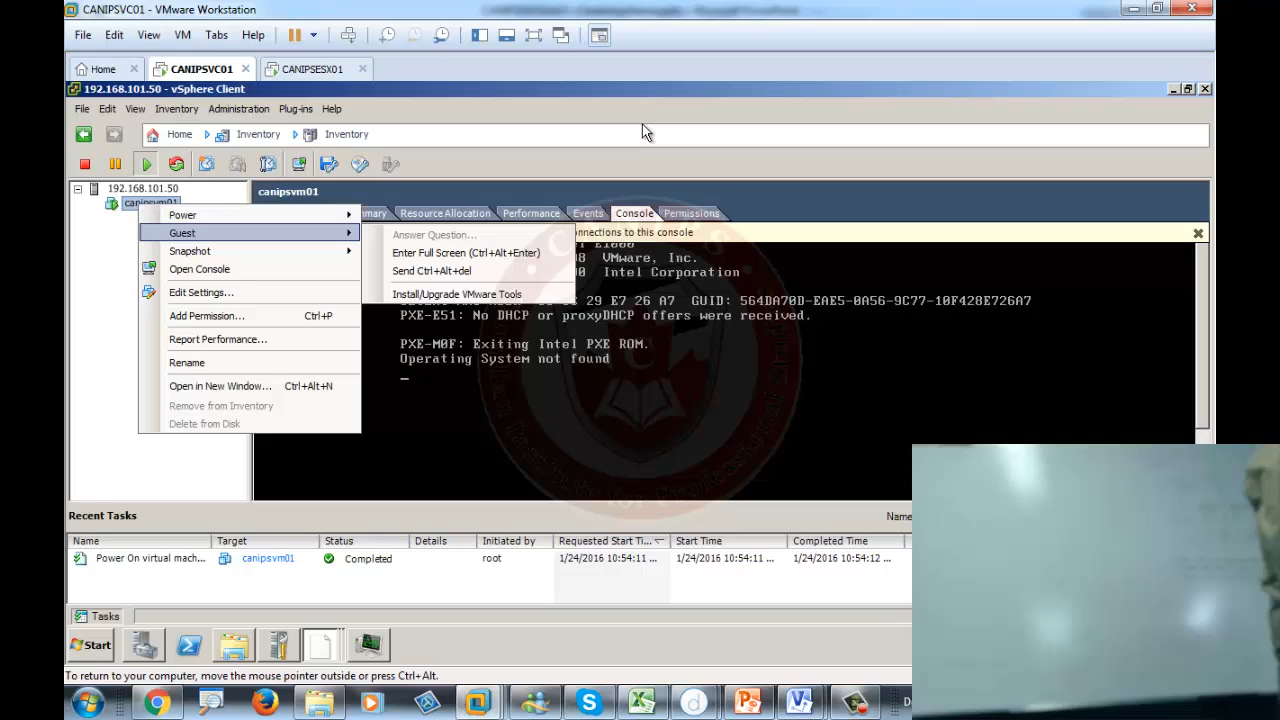 CANIPSVC01 - VMware Workstation
File Edit View VM Tabs Help
Home CANIPSVC01 CANIPSESX01
192.168.101.50 - vSphere Client
File Edit View Inventory Administration Plug-ins Help
Home Inventory Inventory
192.168.101.50
canipsvm01
canipsvm01
Resource Allocation Performance Events Console Permissions
Power
Guest
Snapshot
Open Console
Edit Settings...
Add Permission... Ctrl+P
Report Performance...
Rename
Open in New Window... Ctrl+Alt+N
Remove from Inventory
Delete from Disk
Answer Question...
Enter Full Screen (Ctrl+Alt+Enter)
Send Ctrl+Alt+del
Install/Upgrade VMware Tools
to this console
E1000
VMware, Inc.
Intel Corporation
29 E7 26 A7 GUID: 564DA70D-EAE5-0A56-9C77-10F428E726A7
PXE-E51: No DHCP or proxyDHCP offers were received.
PXE-M0F: Exiting Intel PXE ROM.
Operating System not found
Recent Tasks
Name
Name Target Status Details Initiated by Requested Start Ti... Start Time Completed Time
Power On virtual mach... canipsvm01 Completed root 1/24/2016 10:54:11 ... 1/24/2016 10:54:11 ... 1/24/2016 10:54:12 ...
Tasks
Start
To return to your computer, move the mouse pointer outside or press Ctrl+Alt.